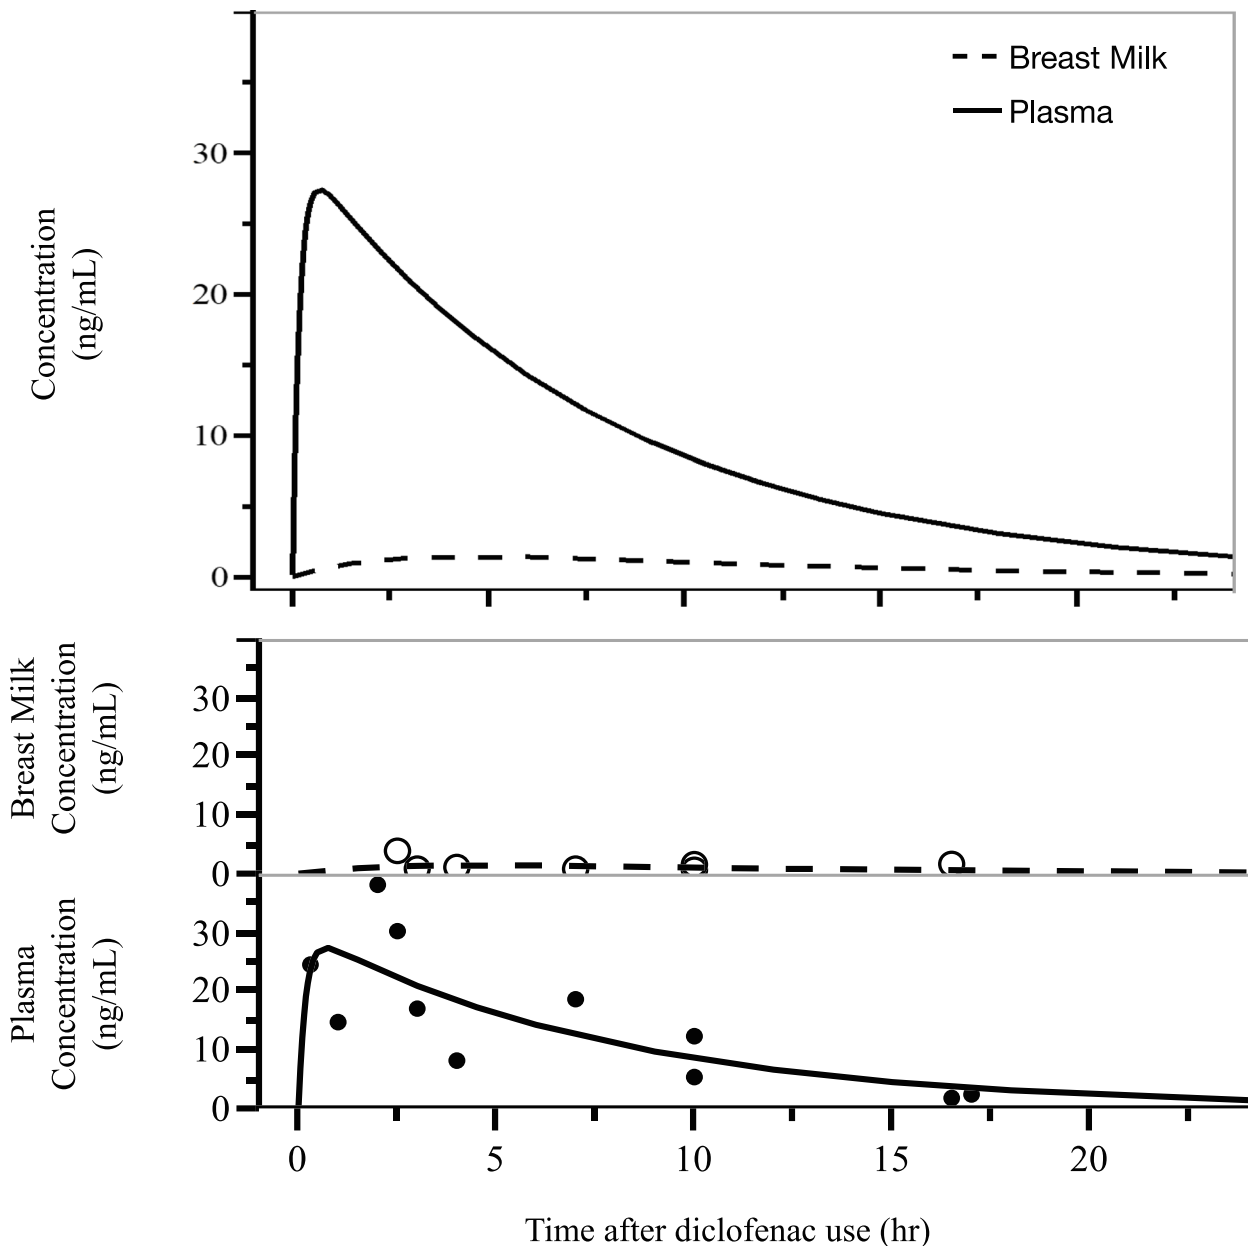 Breast Milk
Plasma
30
20
10
0
Concentration
(ng/mL)
30
20
10
0
Breast Milk
Concentration
(ng/mL)
30
20
10
0
Plasma
Concentration
(ng/mL)
0 5 10 15 20
Time after diclofenac use (hr)